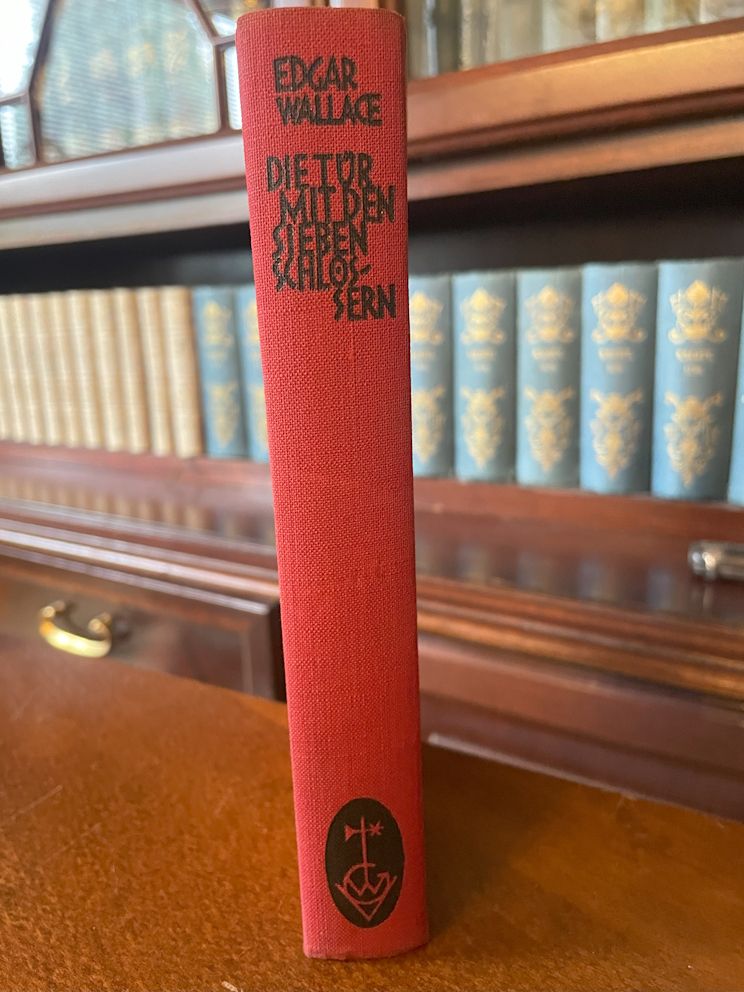 EDGAR
WALLACE
DIE TÜR
MIT DEN
SIEBEN
SCHLÖS-
SERN